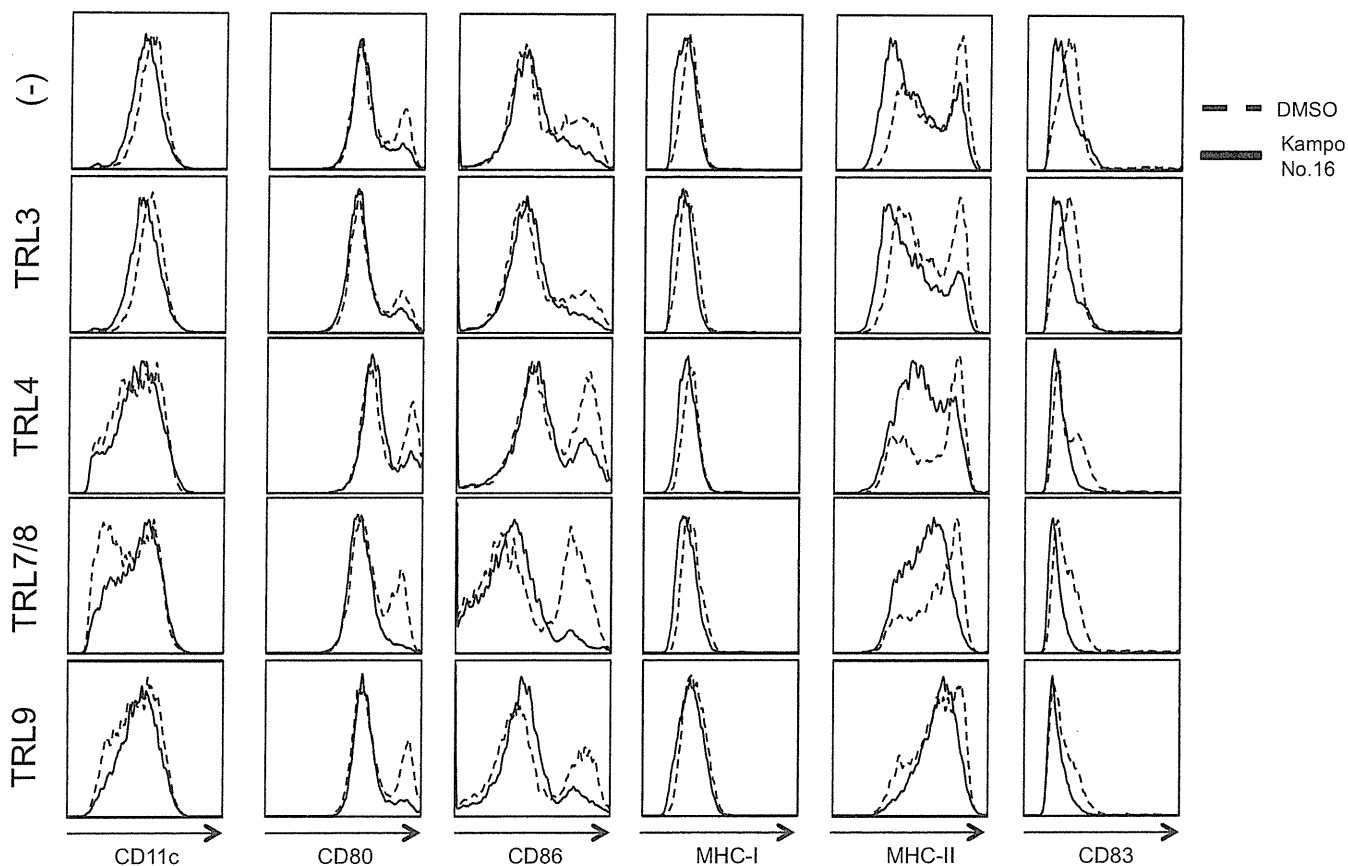 (-)
DMSO
Kampo
No.16
TRL3
TRL4
TRL7/8
TRL9
CD11c
CD80
CD86
MHC-I
MHC-II
CD83